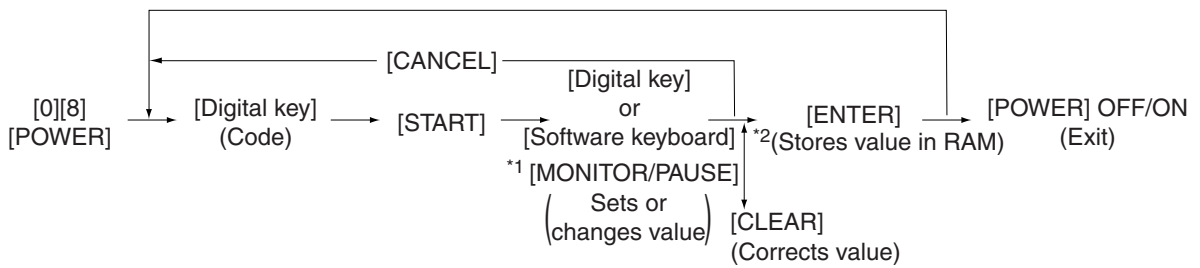 [CANCEL]
[0][8]
[POWER]
[Digital key]
(Code)
[START]
[Digital key]
or
[Software keyboard]
*1 [MONITOR/PAUSE]
(Sets or
changes value)
[CLEAR]
(Corrects value)
[ENTER]
*2(Stores value in RAM)
[POWER] OFF/ON
(Exit)